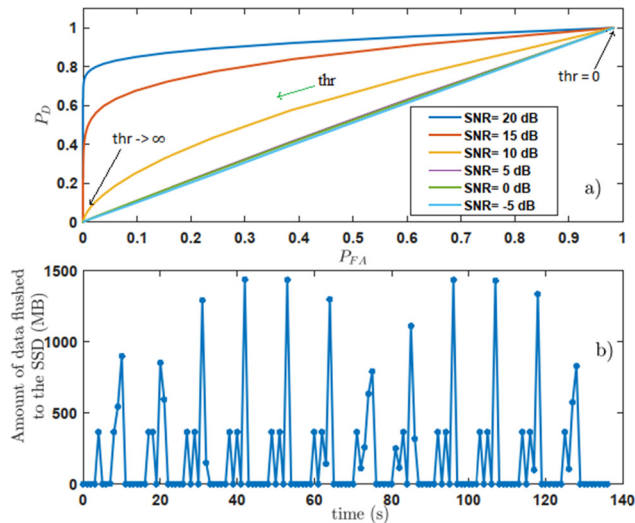 1
0.8
0.6
0.4
0.2
0
P_D
thr = 0
thr
thr -> ∞
SNR= 20 dB
SNR= 15 dB
SNR= 10 dB
SNR= 5 dB
SNR= 0 dB
SNR= -5 dB
a)
0 0.1 0.2 0.3 0.4 0.5 0.6 0.7 0.8 0.9 1
P_FA
1500
1000
500
0
Amount of data flushed
to the SSD (MB)
b)
0 20 40 60 80 100 120 140
time (s)